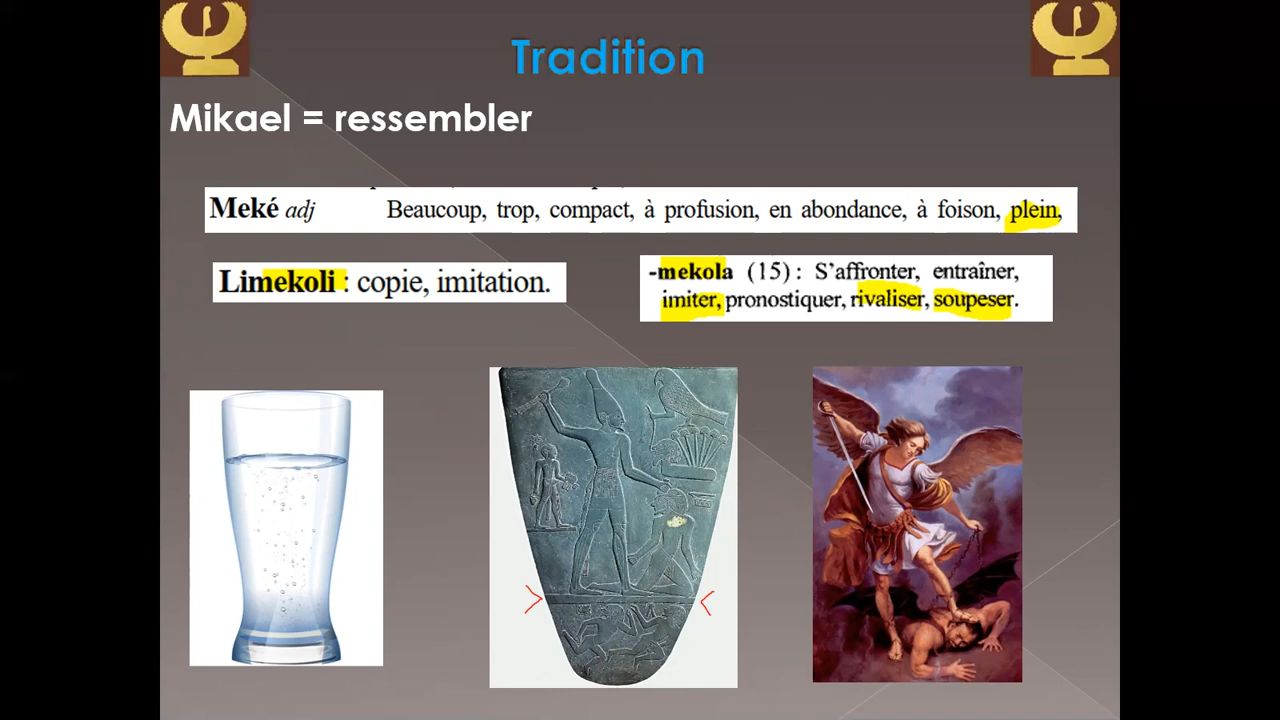 Tradition
Mikael = ressembler
Meké adj Beaucoup, trop, compact, à profusion, en abondance, à foison, plein,
Limekoli : copie, imitation.
-mekola (15) : S’affronter, entraîner,
imiter, pronostiquer, rivaliser, soupeser.